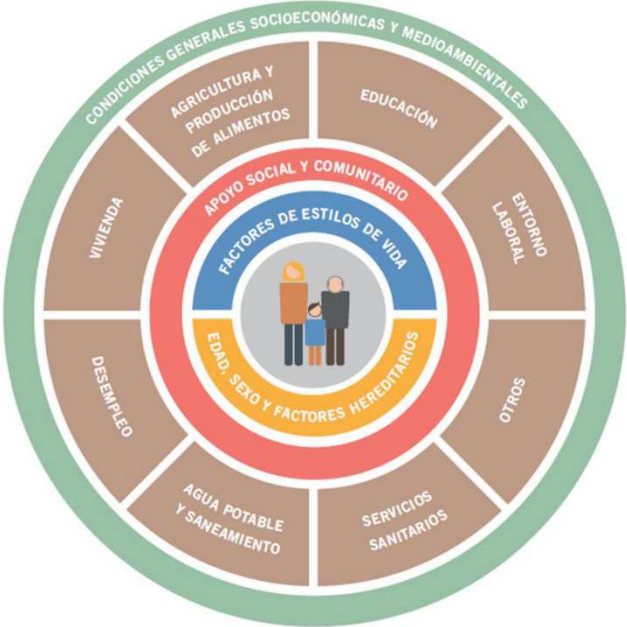 CONDICIONES GENERALES SOCIOECONÓMICAS Y MEDIOAMBIENTALES
AGRICULTURA Y
PRODUCCIÓN
DE ALIMENTOS
EDUCACIÓN
ENTORNO
LABORAL
OTROS
SERVICIOS
SANITARIOS
AGUA POTABLE
Y SANEAMIENTO
DESEMPLEO
VIVIENDA
APOYO SOCIAL Y COMUNITARIO
FACTORES DE ESTILOS DE VIDA
EDAD, SEXO Y FACTORES HEREDITARIOS